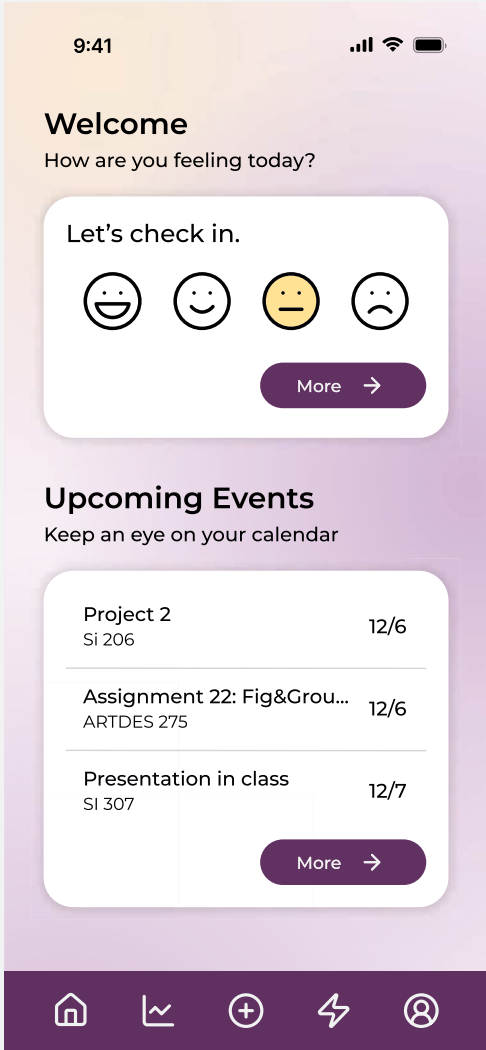 9:41
Welcome
How are you feeling today?
Let’s check in.
More
Upcoming Events
Keep an eye on your calendar
Project 2
Si 206
12/6
Assignment 22: Fig&Grou...
ARTDES 275
12/6
Presentation in class
SI 307
12/7
More